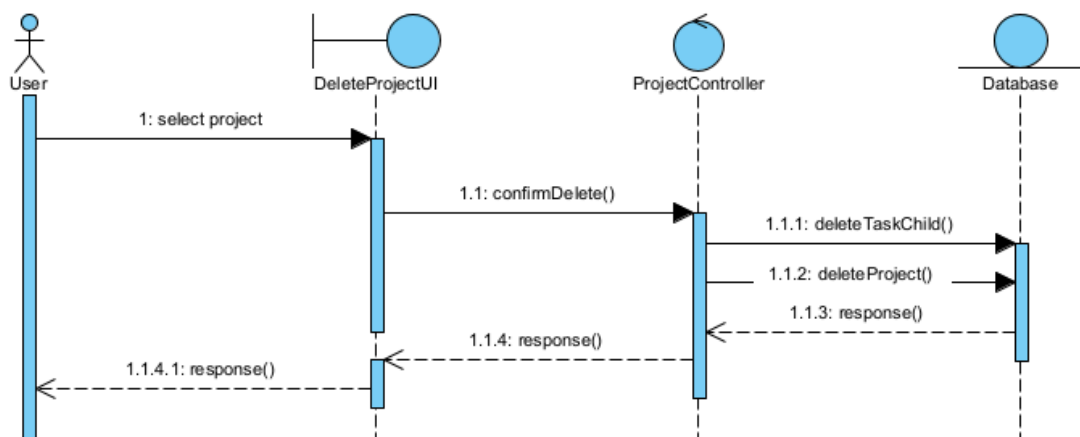 User
DeleteProjectUI
ProjectController
Database
1: select project
1.1: confirmDelete()
1.1.1: deleteTaskChild()
1.1.2: deleteProject()
1.1.3: response()
1.1.4: response()
1.1.4.1: response()